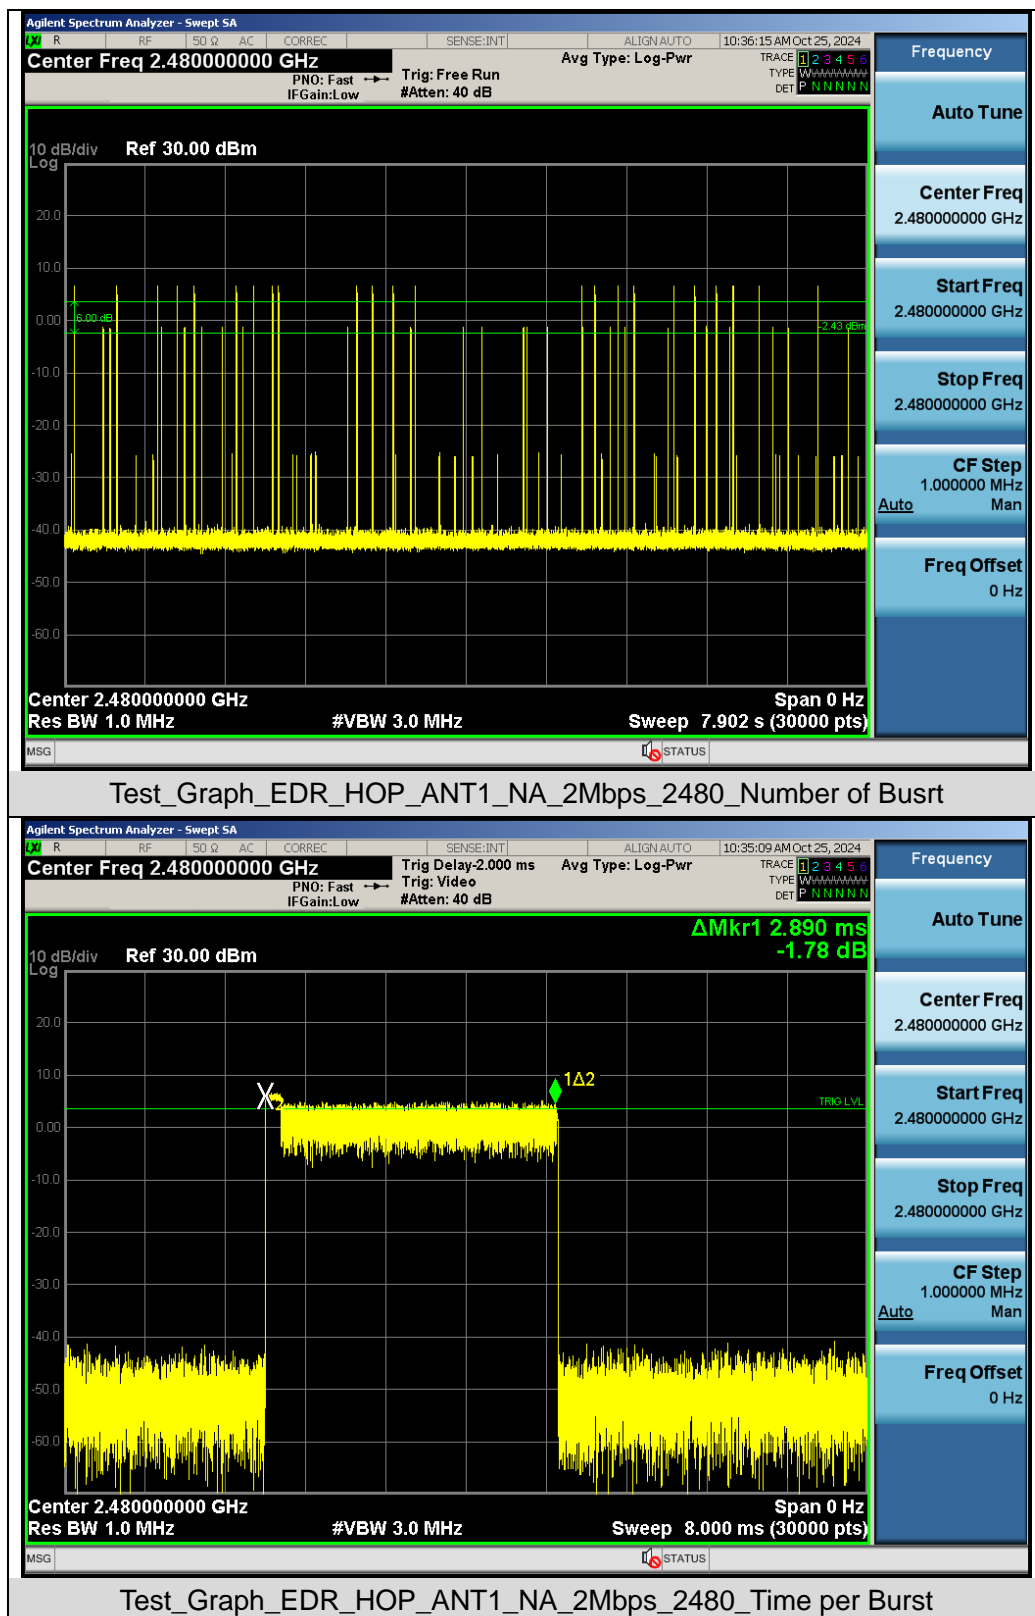 Agilent Spectrum Analyzer - Swept SA
LXI R RF 50 Ω AC CORREC SENSE:INT ALIGN AUTO 10:36:15 AM Oct 25, 2024
Center Freq 2.480000000 GHz Avg Type: Log-Pwr TRACE 1 2 3 4 5 6
PNO: Fast Trig: Free Run TYPE WWWWWW
IFGain:Low #Atten: 40 dB DET P N N N N N
Frequency
Auto Tune
10 dB/div Ref 30.00 dBm
Log
20.0
10.0
0.00
6.00 dB
-2.43 dBm
-10.0
-20.0
-30.0
-40.0
-50.0
-60.0
Center Freq
2.480000000 GHz
Start Freq
2.480000000 GHz
Stop Freq
2.480000000 GHz
CF Step
1.000000 MHz
Auto Man
Freq Offset
0 Hz
Center 2.480000000 GHz Span 0 Hz
Res BW 1.0 MHz #VBW 3.0 MHz Sweep 7.902 s (30000 pts)
MSG STATUS
Test_Graph_EDR_HOP_ANT1_NA_2Mbps_2480_Number of Busrt
Agilent Spectrum Analyzer - Swept SA
LXI R RF 50 Ω AC CORREC SENSE:INT ALIGN AUTO 10:35:09 AM Oct 25, 2024
Center Freq 2.480000000 GHz Trig Delay-2.000 ms Avg Type: Log-Pwr TRACE 1 2 3 4 5 6
PNO: Fast Trig: Video TYPE WWWWWW
IFGain:Low #Atten: 40 dB DET P N N N N N
Frequency
Auto Tune
ΔMkr1 2.890 ms
-1.78 dB
10 dB/div Ref 30.00 dBm
Log
20.0
10.0
1Δ2
2
TRIG LVL
0.00
-10.0
-20.0
-30.0
-40.0
-50.0
-60.0
Center Freq
2.480000000 GHz
Start Freq
2.480000000 GHz
Stop Freq
2.480000000 GHz
CF Step
1.000000 MHz
Auto Man
Freq Offset
0 Hz
Center 2.480000000 GHz Span 0 Hz
Res BW 1.0 MHz #VBW 3.0 MHz Sweep 8.000 ms (30000 pts)
MSG STATUS
Test_Graph_EDR_HOP_ANT1_NA_2Mbps_2480_Time per Burst